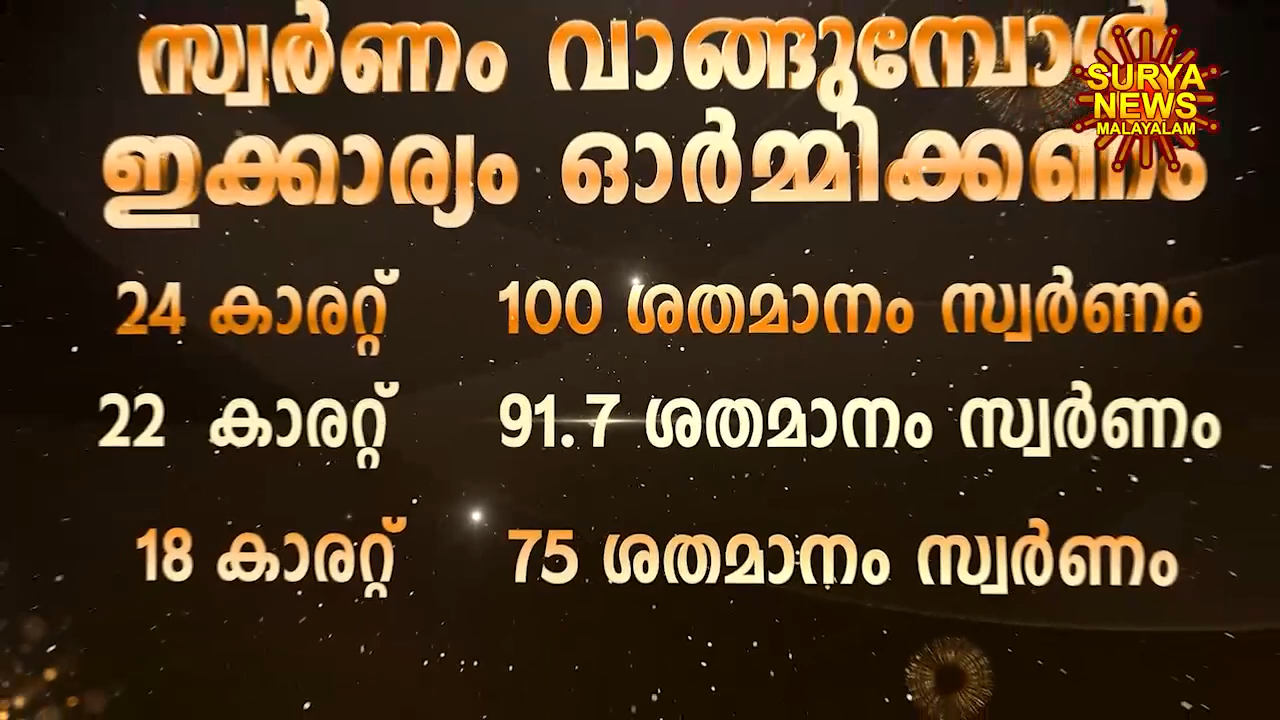 സ്വർണം വാങ്ങുമ്പോൾ
ഇക്കാര്യം ഓർമ്മിക്കണം
SURYA
NEWS
MALAYALAM
24 കാരറ്റ് 100 ശതമാനം സ്വർണം
22 കാരറ്റ് 91.7 ശതമാനം സ്വർണം
18 കാരറ്റ് 75 ശതമാനം സ്വർണം